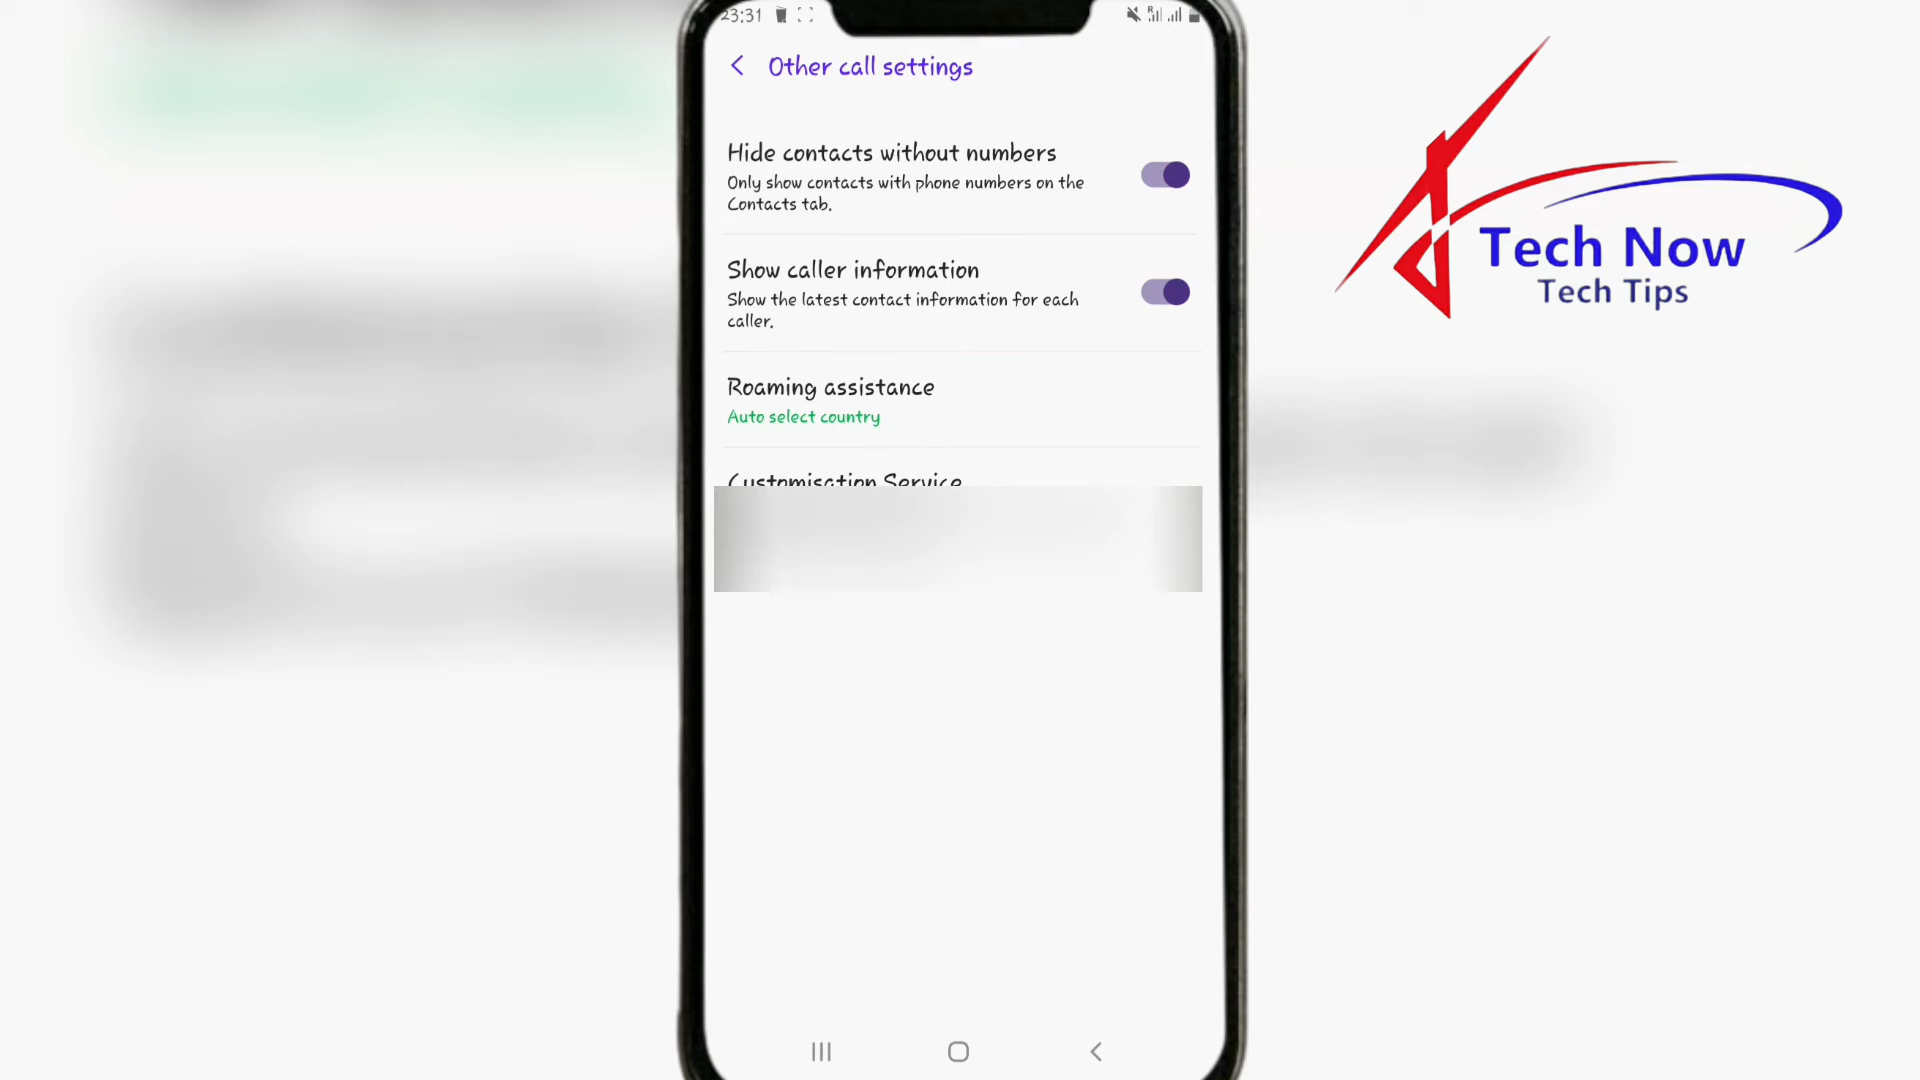 23:31
Other call settings
Hide contacts without numbers
Only show contacts with phone numbers on the
Contacts tab.
Show caller information
Show the latest contact information for each
caller.
Roaming assistance
Auto select country
Customisation Service
Tech Now
Tech Tips